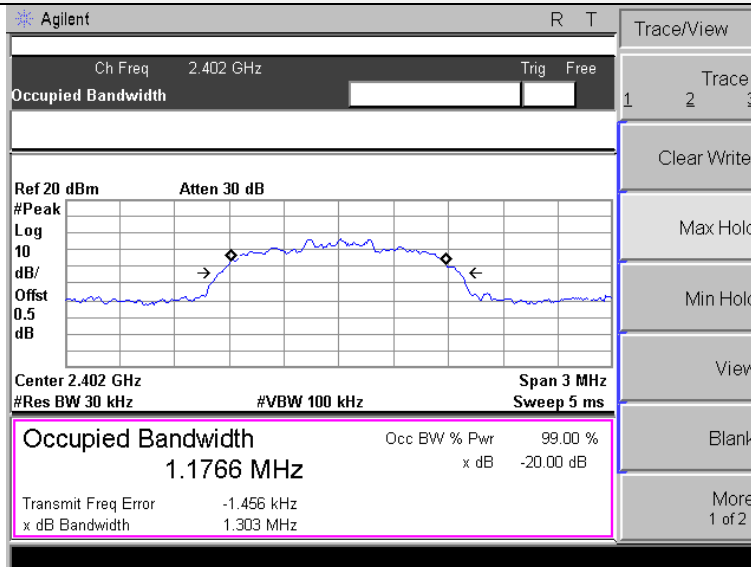 Agilent R T
Ch Freq 2.402 GHz Trig Free
Occupied Bandwidth
Ref 20 dBm Atten 30 dB
#Peak
Log
10
dB/
Offst
0.5
dB
Center 2.402 GHz Span 3 MHz
#Res BW 30 kHz #VBW 100 kHz Sweep 5 ms
Occupied Bandwidth Occ BW % Pwr 99.00 %
1.1766 MHz x dB -20.00 dB
Transmit Freq Error -1.456 kHz
x dB Bandwidth 1.303 MHz
Trace/View
Trace
1 2 3
Clear Write
Max Hold
Min Hold
View
Blank
More
1 of 2